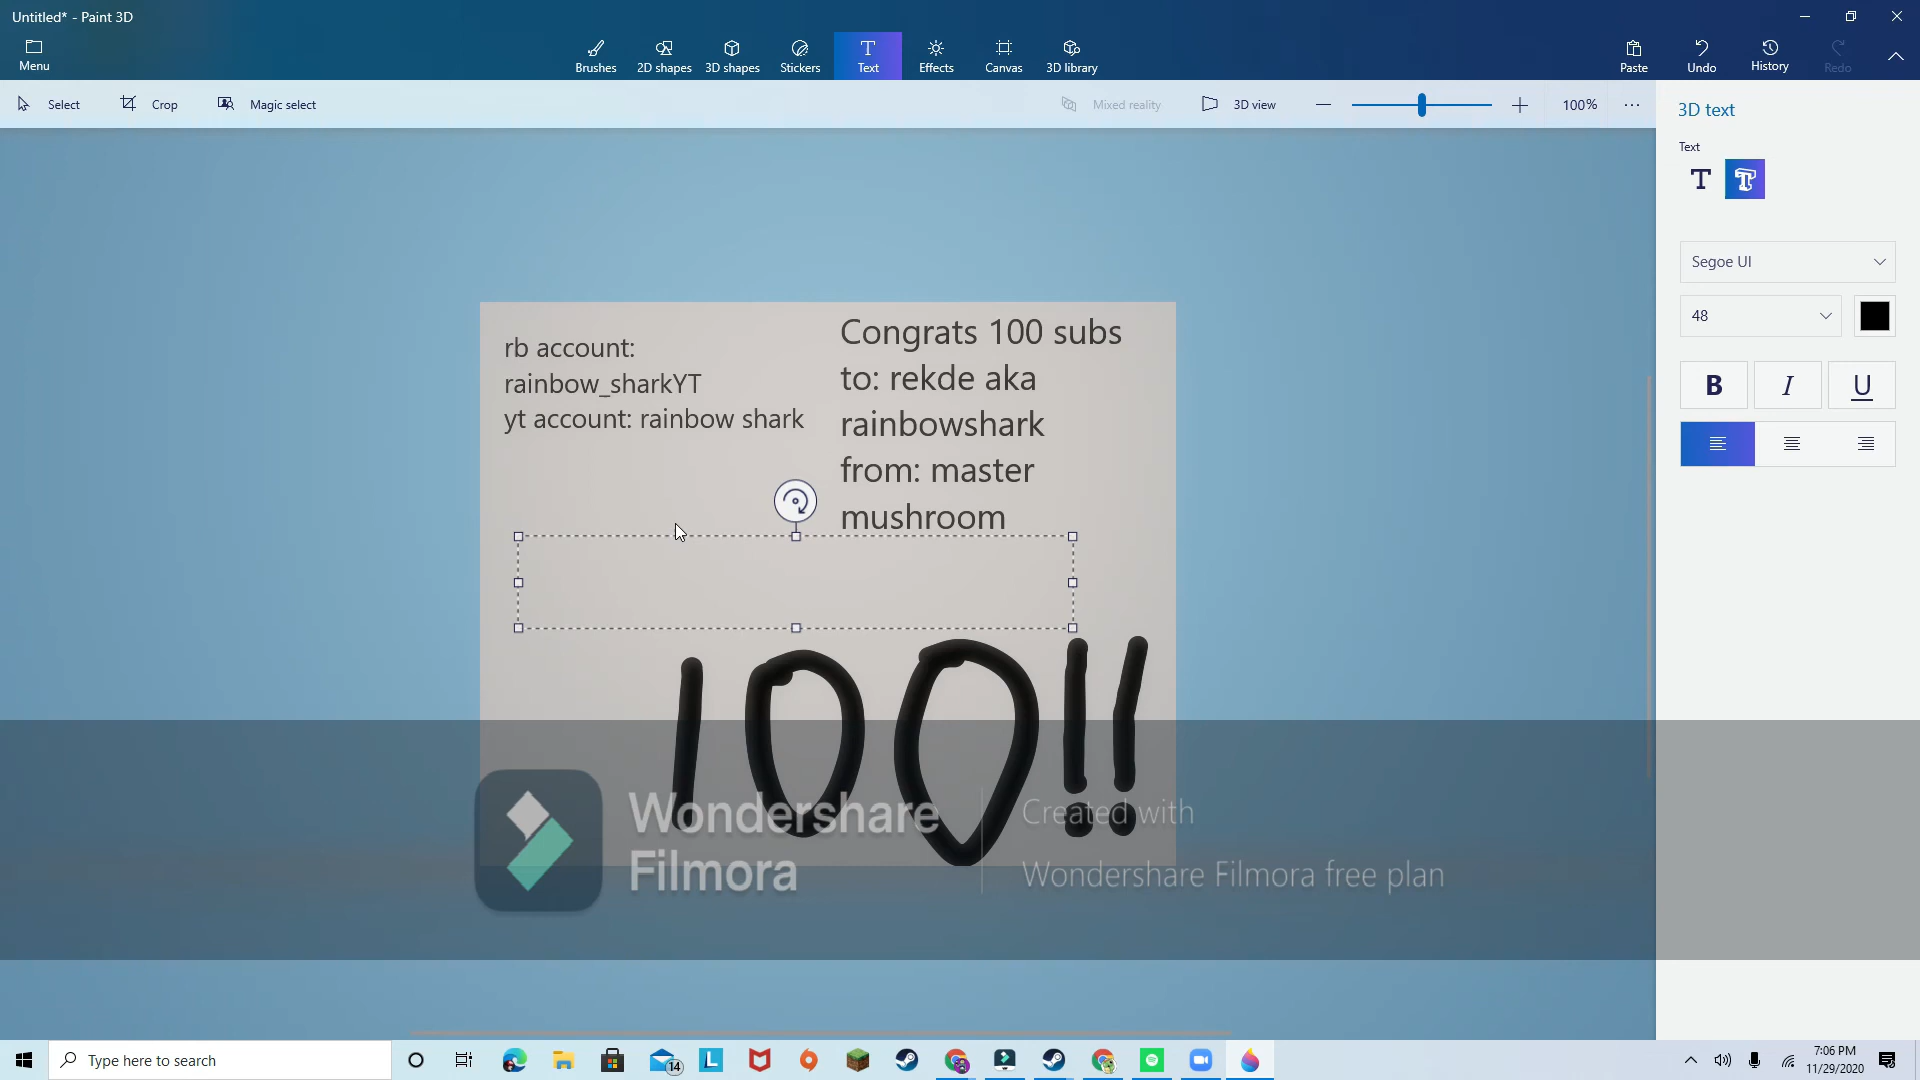 Untitled* - Paint 3D
Menu
Brushes
2D shapes
3D shapes
Stickers
Text
Effects
Canvas
3D library
Paste
Undo
History
Redo
Select
Crop
Magic select
Mixed reality
3D view
100%
3D text
Text
Segoe UI
48
B
I
U
rb account:
rainbow_sharkYT
yt account: rainbow shark
Congrats 100 subs
to: rekde aka
rainbowshark
from: master
mushroom
100!!
Wondershare
Filmora
Created with
Wondershare Filmora free plan
Type here to search
14
7:06 PM
11/29/2020